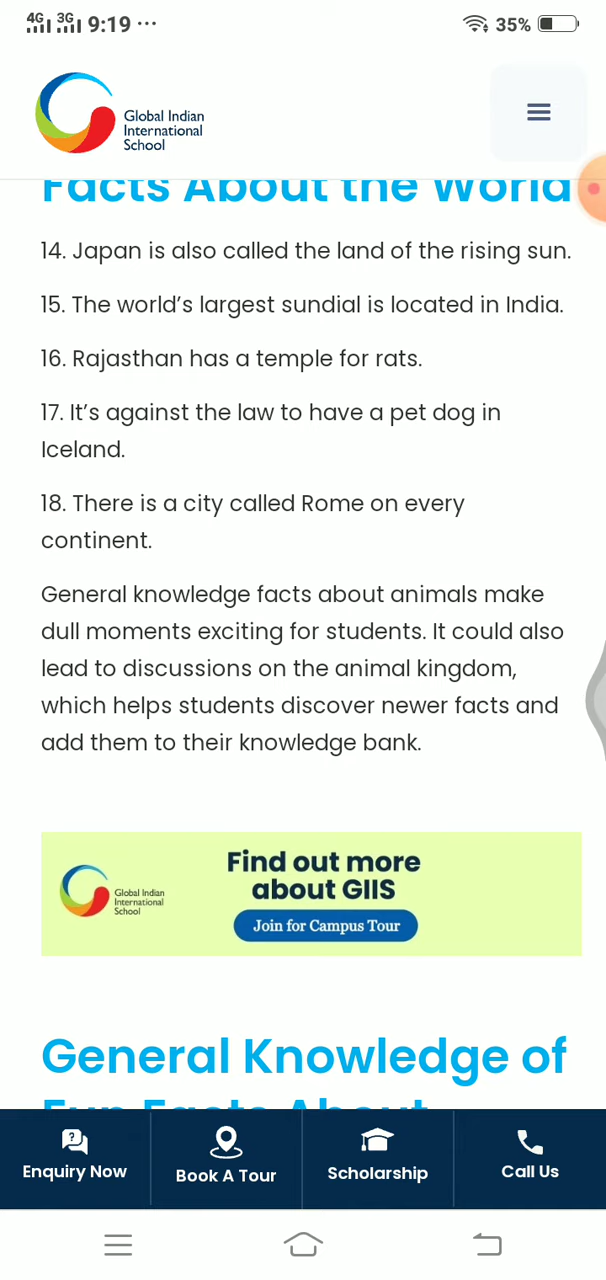 4G 3G 9:19 ... 35%
Global Indian
International
School
Facts About the World
14. Japan is also called the land of the rising sun.
15. The world’s largest sundial is located in India.
16. Rajasthan has a temple for rats.
17. It’s against the law to have a pet dog in
Iceland.
18. There is a city called Rome on every
continent.
General knowledge facts about animals make
dull moments exciting for students. It could also
lead to discussions on the animal kingdom,
which helps students discover newer facts and
add them to their knowledge bank.
Global Indian
International
School
Find out more
about GIIS
Join for Campus Tour
General Knowledge of
Fun Facts About
Enquiry Now
Book A Tour
Scholarship
Call Us